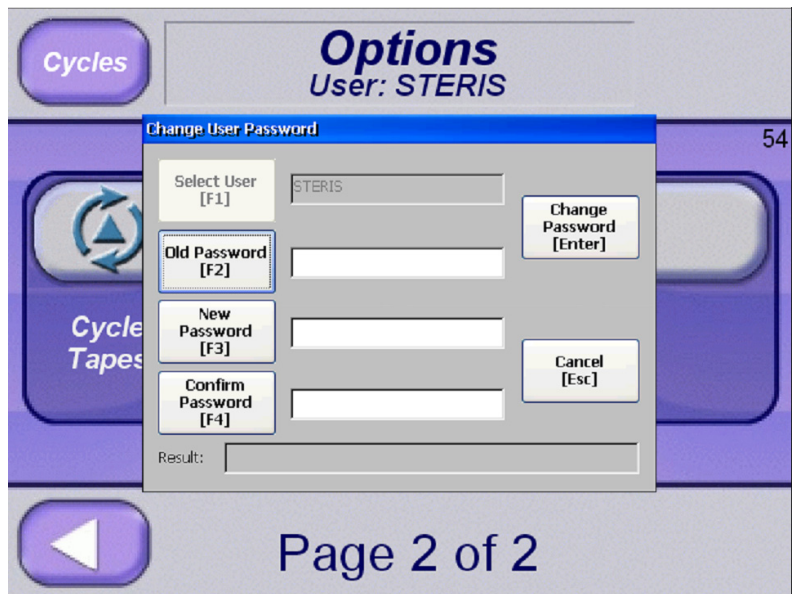 Cycles
Options
User: STERIS
Change User Password
54
Select User
[F1]
STERIS
Change
Password
[Enter]
Old Password
[F2]
New
Password
[F3]
Cycle
Tapes
Cancel
[Esc]
Confirm
Password
[F4]
Result:
Page 2 of 2